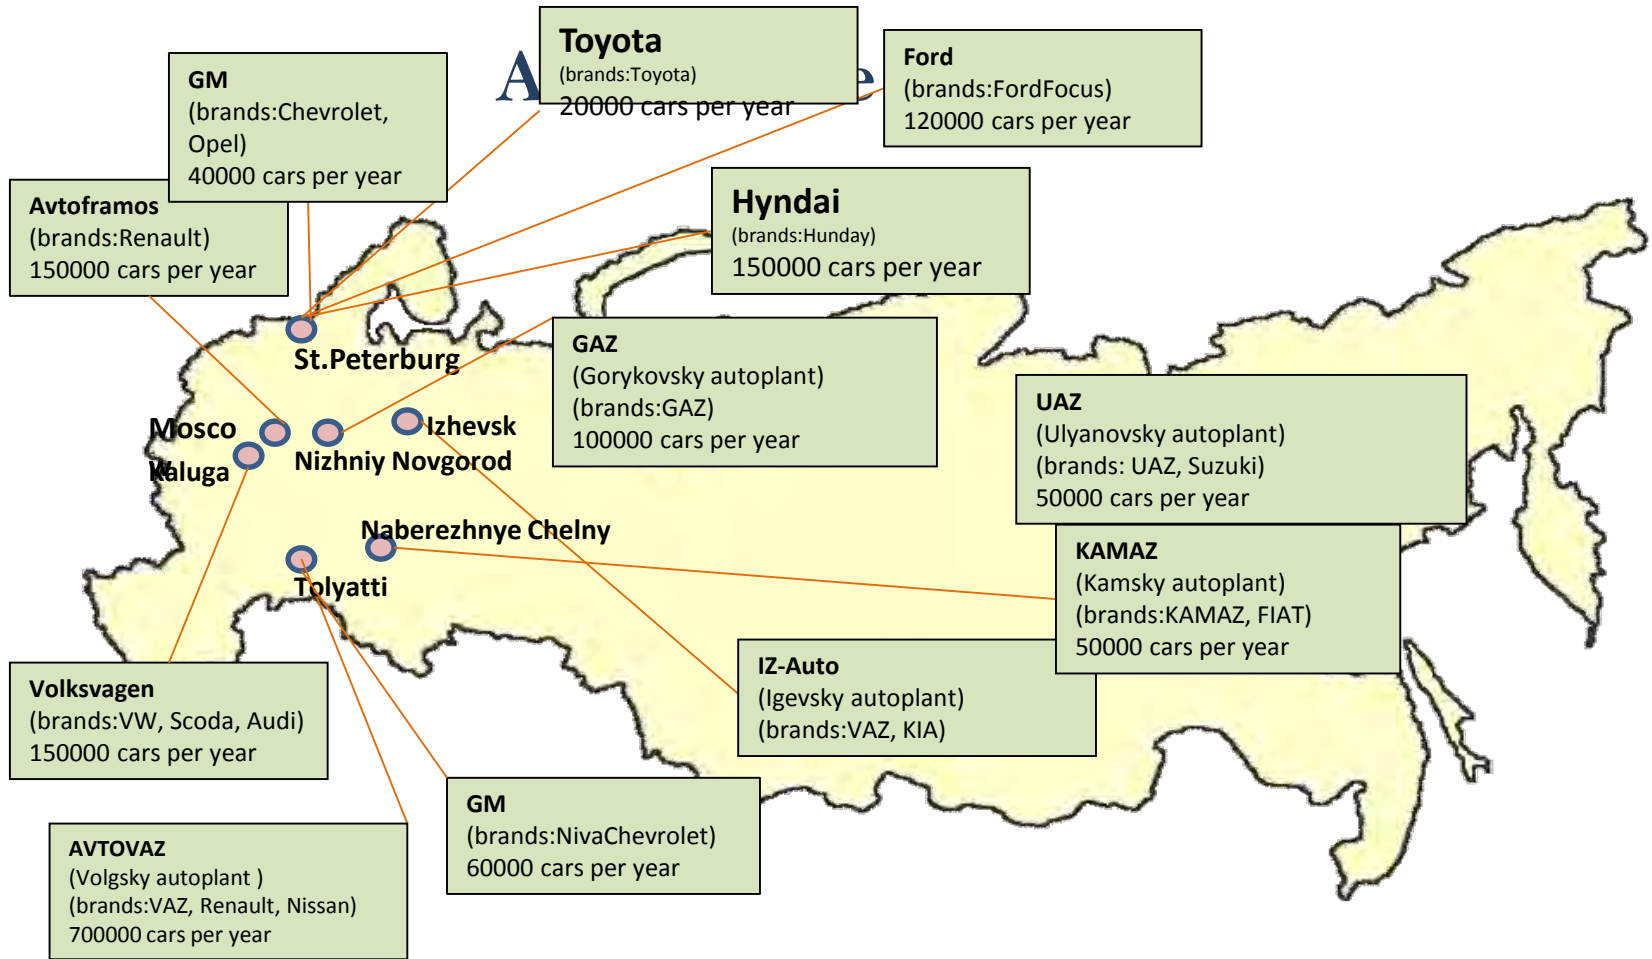 Toyota
(brands:Toyota)
20000 cars per year
Ford
(brands:FordFocus)
120000 cars per year
GM
(brands:Chevrolet,
Opel)
40000 cars per year
Avtoframos
(brands:Renault)
150000 cars per year
Hyndai
(brands:Hunday)
150000 cars per year
St.Peterburg
GAZ
(Gorykovsky autoplant)
(brands:GAZ)
100000 cars per year
UAZ
(Ulyanovsky autoplant)
(brands: UAZ, Suzuki)
50000 cars per year
Mosco
w
Kaluga
Nizhniy Novgorod
Izhevsk
Naberezhnye Chelny
Tolyatti
KAMAZ
(Kamsky autoplant)
(brands:KAMAZ, FIAT)
50000 cars per year
IZ-Auto
(Igevsky autoplant)
(brands:VAZ, KIA)
Volksvagen
(brands:VW, Scoda, Audi)
150000 cars per year
GM
(brands:NivaChevrolet)
60000 cars per year
AVTOVAZ
(Volgsky autoplant )
(brands:VAZ, Renault, Nissan)
700000 cars per year